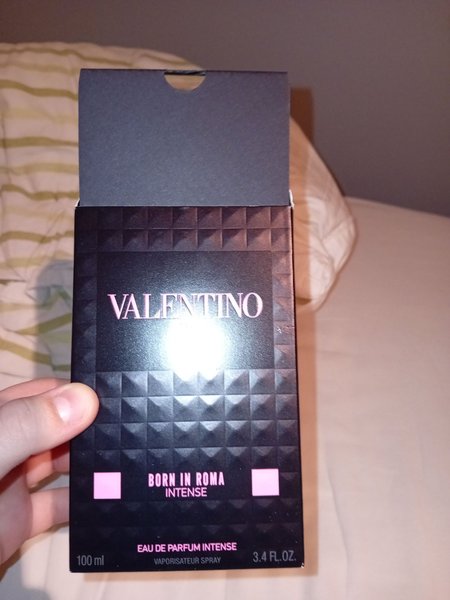 VALENTINO
BORN IN ROMA
INTENSE
EAU DE PARFUM INTENSE
100 ml
VAPORISATEUR SPRAY
3.4 FL.OZ.